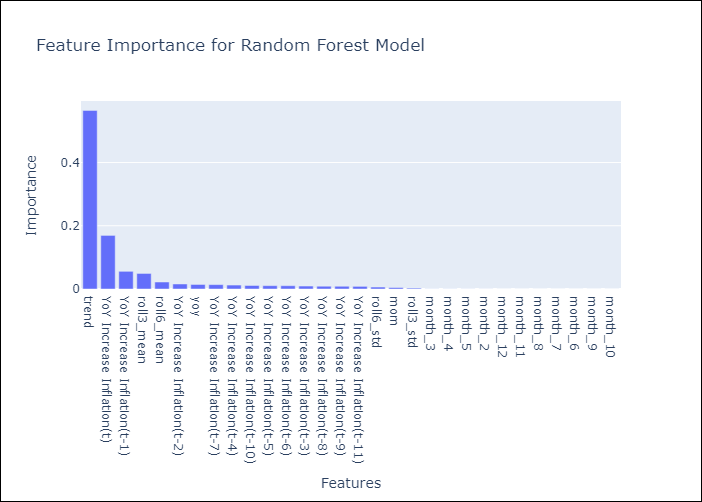 Feature Importance for Random Forest Model
Importance
0.4
0.2
0
trend
YoY Increase Inflation(t)
YoY Increase Inflation(t-1)
roll3_mean
roll6_mean
YoY Increase Inflation(t-2)
yoy
YoY Increase Inflation(t-7)
YoY Increase Inflation(t-4)
YoY Increase Inflation(t-10)
YoY Increase Inflation(t-5)
YoY Increase Inflation(t-6)
YoY Increase Inflation(t-3)
YoY Increase Inflation(t-8)
YoY Increase Inflation(t-9)
YoY Increase Inflation(t-11)
roll6_std
mom
roll3_std
month_3
month_4
month_5
month_2
month_12
month_11
month_8
month_7
month_6
month_9
month_10
Features